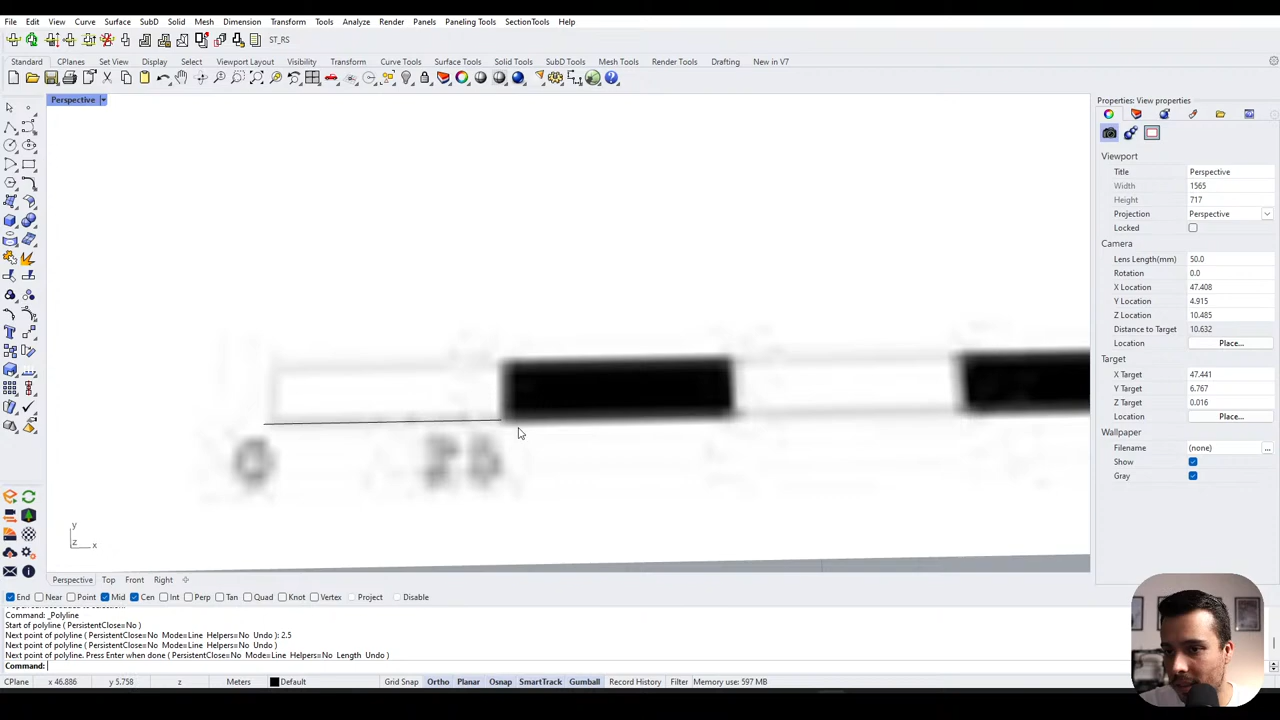 File Edit View Curve Surface SubD Solid Mesh Dimension Transform Tools Analyze Render Panels Paneling Tools SectionTools Help
ST_RS
Standard CPlanes Set View Display Select Viewport Layout Visibility Transform Curve Tools Surface Tools Solid Tools SubD Tools Mesh Tools Render Tools Drafting New in V7
Perspective
Properties: View properties
Viewport
Title Perspective
Width 1565
Height 717
Projection Perspective
Locked
Camera
Lens Length(mm) 50.0
Rotation 0.0
X Location 47.408
Y Location 4.915
Z Location 10.485
Distance to Target 10.632
Location Place...
Target
X Target 47.441
Y Target 6.767
Z Target 0.016
Location Place...
Wallpaper
Filename (none) ...
Show
Gray
0
y
z x
Perspective Top Front Right
End Near Point Mid Cen Int Perp Tan Quad Knot Vertex Project Disable
Command: _Polyline
Start of polyline ( PersistentClose=No )
Next point of polyline ( PersistentClose=No Mode=Line Helpers=No Undo ): 2.5
Next point of polyline ( PersistentClose=No Mode=Line Helpers=No Undo )
Next point of polyline. Press Enter when done ( PersistentClose=No Mode=Line Helpers=No Length Undo )
Command:
CPlane x 46.886 y 5.758 z Meters Default Grid Snap Ortho Planar Osnap SmartTrack Gumball Record History Filter Memory use: 597 MB